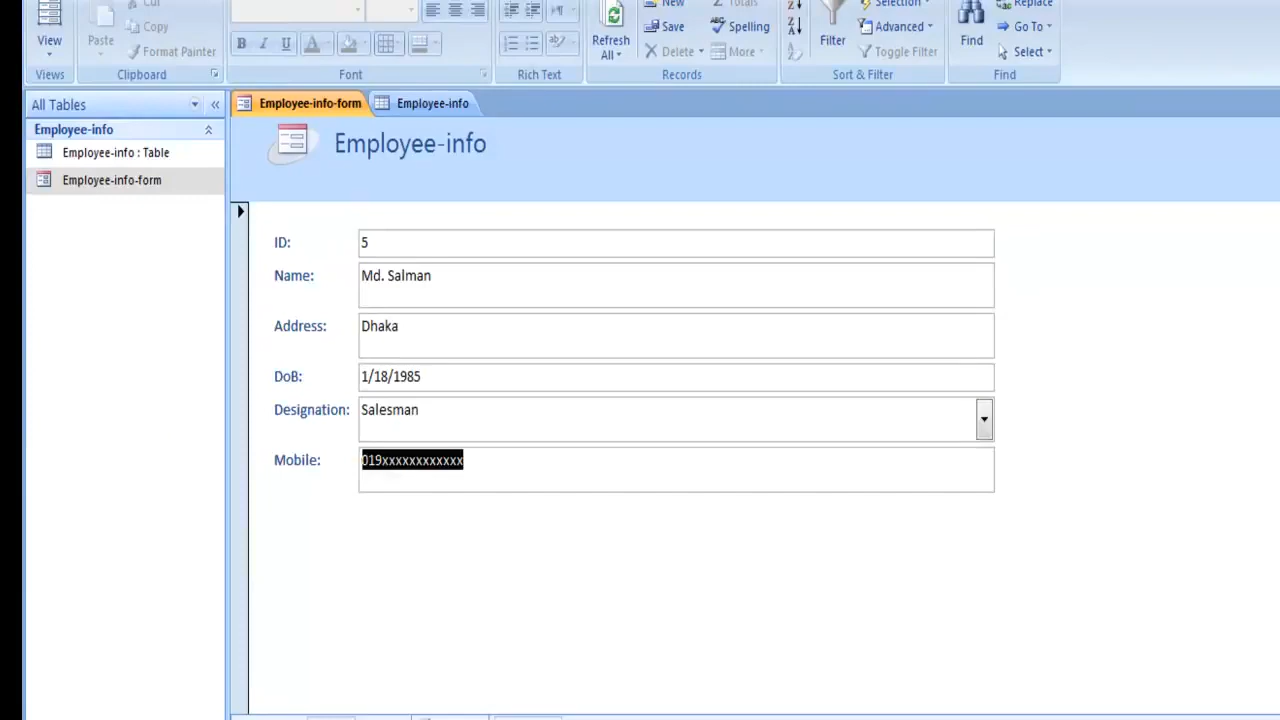 Cut
New
Totals
Selection
Replace
Copy
Save
Spelling
Advanced
Go To
View
Paste
Format Painter
B I U A
Refresh
All
Delete
More
Filter
Toggle Filter
Find
Select
Views
Clipboard
Font
Rich Text
Records
Sort & Filter
Find
All Tables
Employee-info
Employee-info : Table
Employee-info-form
Employee-info-form
Employee-info
Employee-info
ID: 5
Name: Md. Salman
Address: Dhaka
DoB: 1/18/1985
Designation: Salesman
Mobile: 019xxxxxxxxxxxx